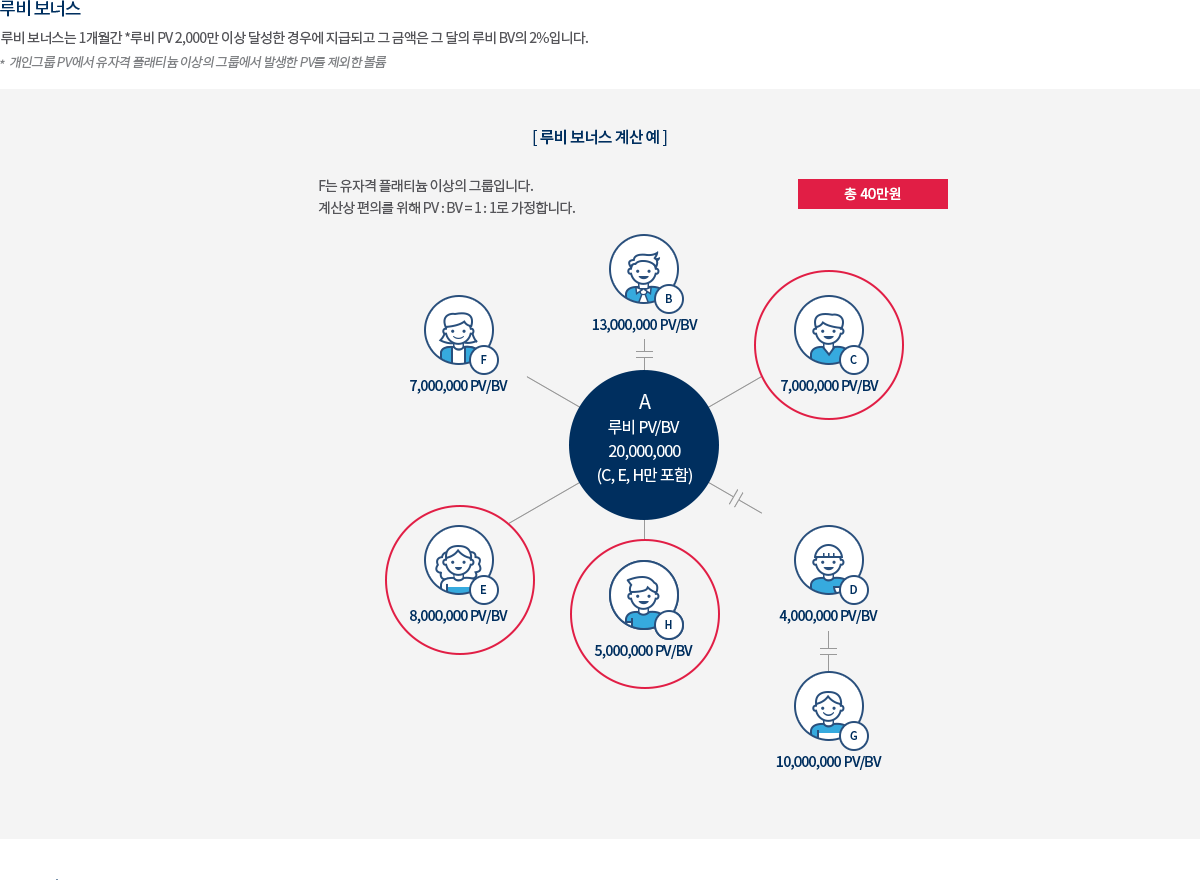 루비 보너스
루비 보너스는 1개월간 *루비 PV 2,000만 이상 달성한 경우에 지급되고 그 금액은 그 달의 루비 BV의 2%입니다.
* 개인그룹 PV에서 유자격 플래티늄 이상의 그룹에서 발생한 PV를 제외한 볼륨
[ 루비 보너스 계산 예 ]
F는 유자격 플래티늄 이상의 그룹입니다.
계산상 편의를 위해 PV : BV = 1 : 1로 가정합니다.
총 40만원
B
13,000,000 PV/BV
F
7,000,000 PV/BV
C
7,000,000 PV/BV
A
루비 PV/BV
20,000,000
(C, E, H만 포함)
E
8,000,000 PV/BV
H
5,000,000 PV/BV
D
4,000,000 PV/BV
G
10,000,000 PV/BV